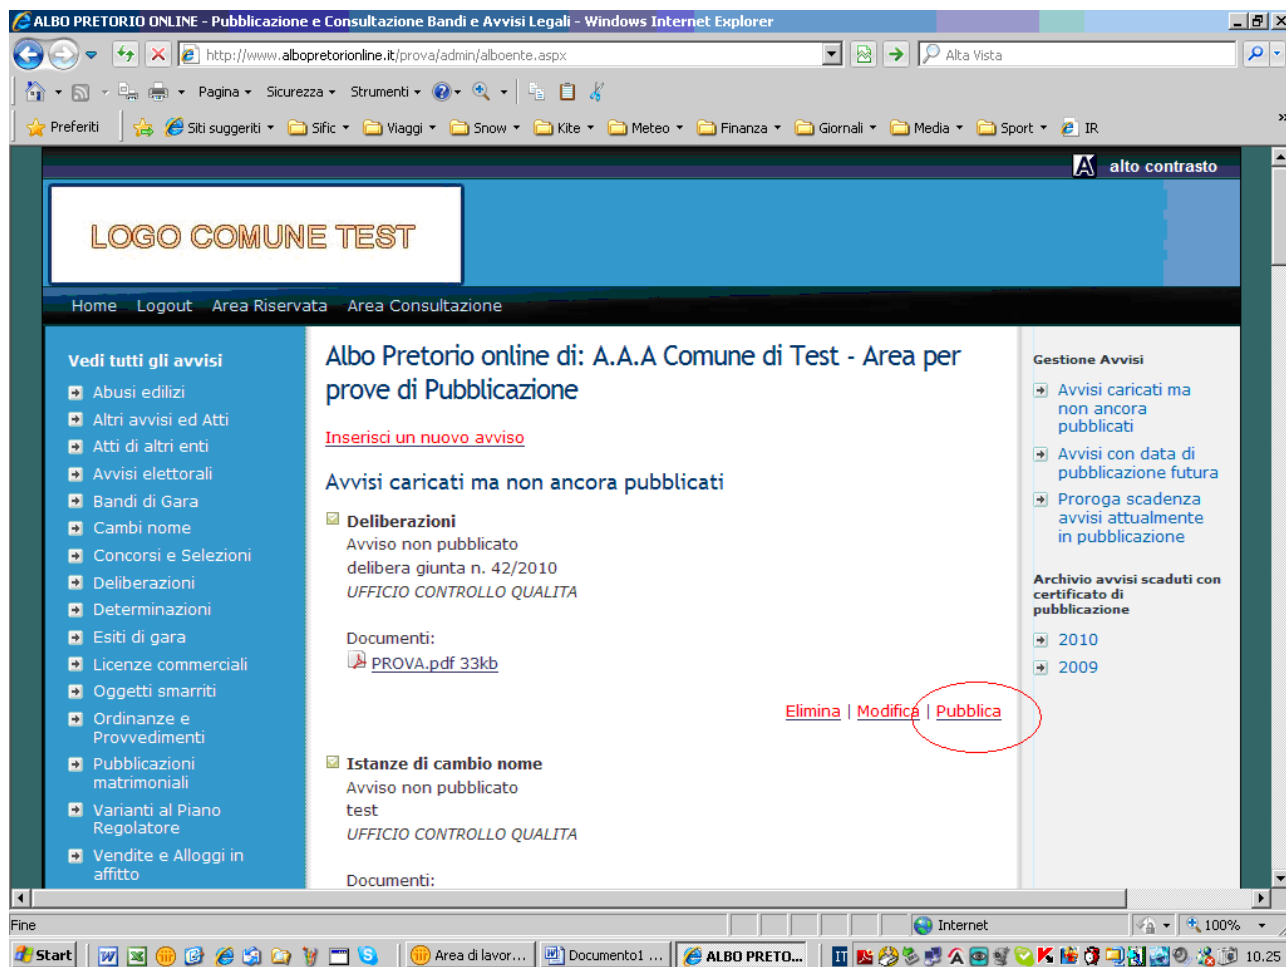 ALBO PRETORIO ONLINE - Pubblicazione e Consultazione Bandi e Avvisi Legali - Windows Internet Explorer
http://www.albopretorionline.it/prova/admin/alboente.aspx
Alta Vista
Pagina Sicurezza Strumenti
Preferiti Siti suggeriti Sific Viaggi Snow Kite Meteo Finanza Giornali Media Sport IR
alto contrasto
LOGO COMUNE TEST
Home Logout Area Riservata Area Consultazione
Vedi tutti gli avvisi
Abusi edilizi
Altri avvisi ed Atti
Atti di altri enti
Avvisi elettorali
Bandi di Gara
Cambi nome
Concorsi e Selezioni
Deliberazioni
Determinazioni
Esiti di gara
Licenze commerciali
Oggetti smarriti
Ordinanze e
Provvedimenti
Pubblicazioni
matrimoniali
Varianti al Piano
Regolatore
Vendite e Alloggi in
affitto
Albo Pretorio online di: A.A.A Comune di Test - Area per
prove di Pubblicazione
Inserisci un nuovo avviso
Avvisi caricati ma non ancora pubblicati
Deliberazioni
Avviso non pubblicato
delibera giunta n. 42/2010
UFFICIO CONTROLLO QUALITA
Documenti:
PROVA.pdf 33kb
Elimina | Modifica | Pubblica
Istanze di cambio nome
Avviso non pubblicato
test
UFFICIO CONTROLLO QUALITA
Documenti:
Gestione Avvisi
Avvisi caricati ma
non ancora
pubblicati
Avvisi con data di
pubblicazione futura
Proroga scadenza
avvisi attualmente
in pubblicazione
Archivio avvisi scaduti con
certificato di
pubblicazione
2010
2009
Fine
Internet
100%
Start
Area di lavor...
Documento1 ...
ALBO PRETO...
IT
10.25